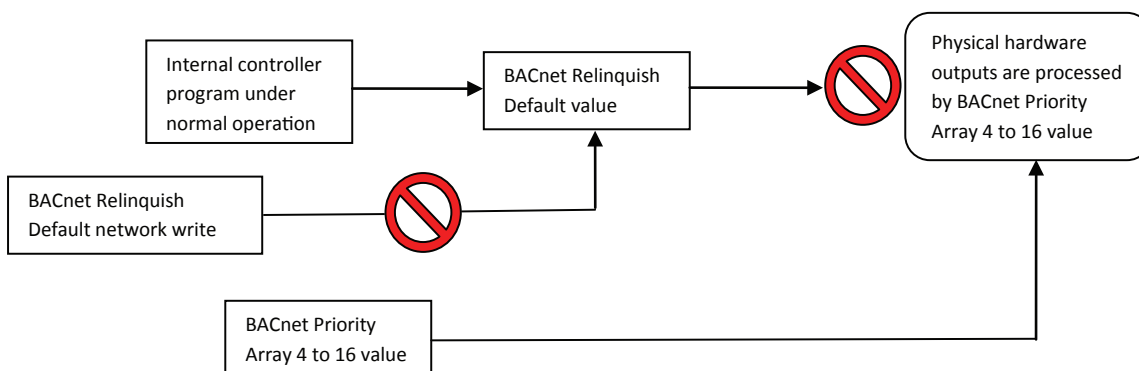 Internal controller
program under
normal operation
BACnet Relinquish
Default value
Physical hardware
outputs are processed
by BACnet Priority
Array 4 to 16 value
BACnet Relinquish
Default network write
BACnet Priority
Array 4 to 16 value